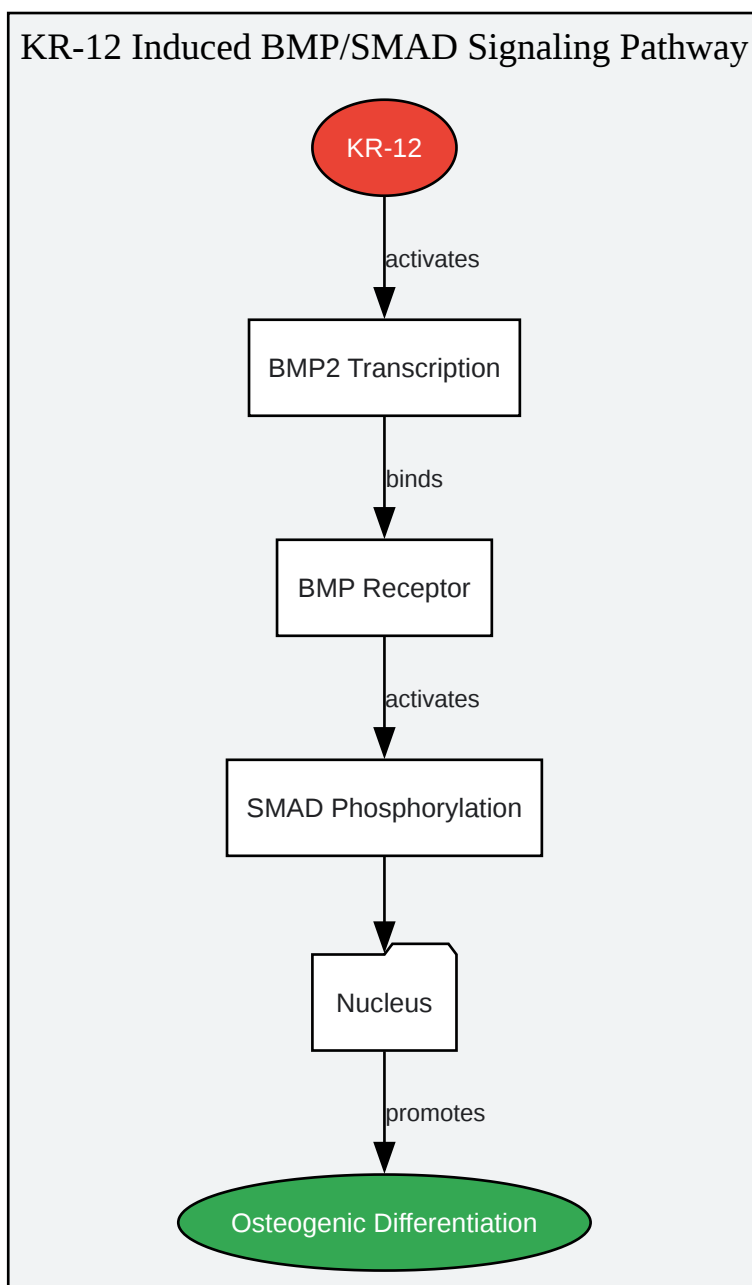 KR-12 Induced BMP/SMAD Signaling Pathway
KR-12
activates
BMP2 Transcription
binds
BMP Receptor
activates
SMAD Phosphorylation
Nucleus
promotes
Osteogenic Differentiation